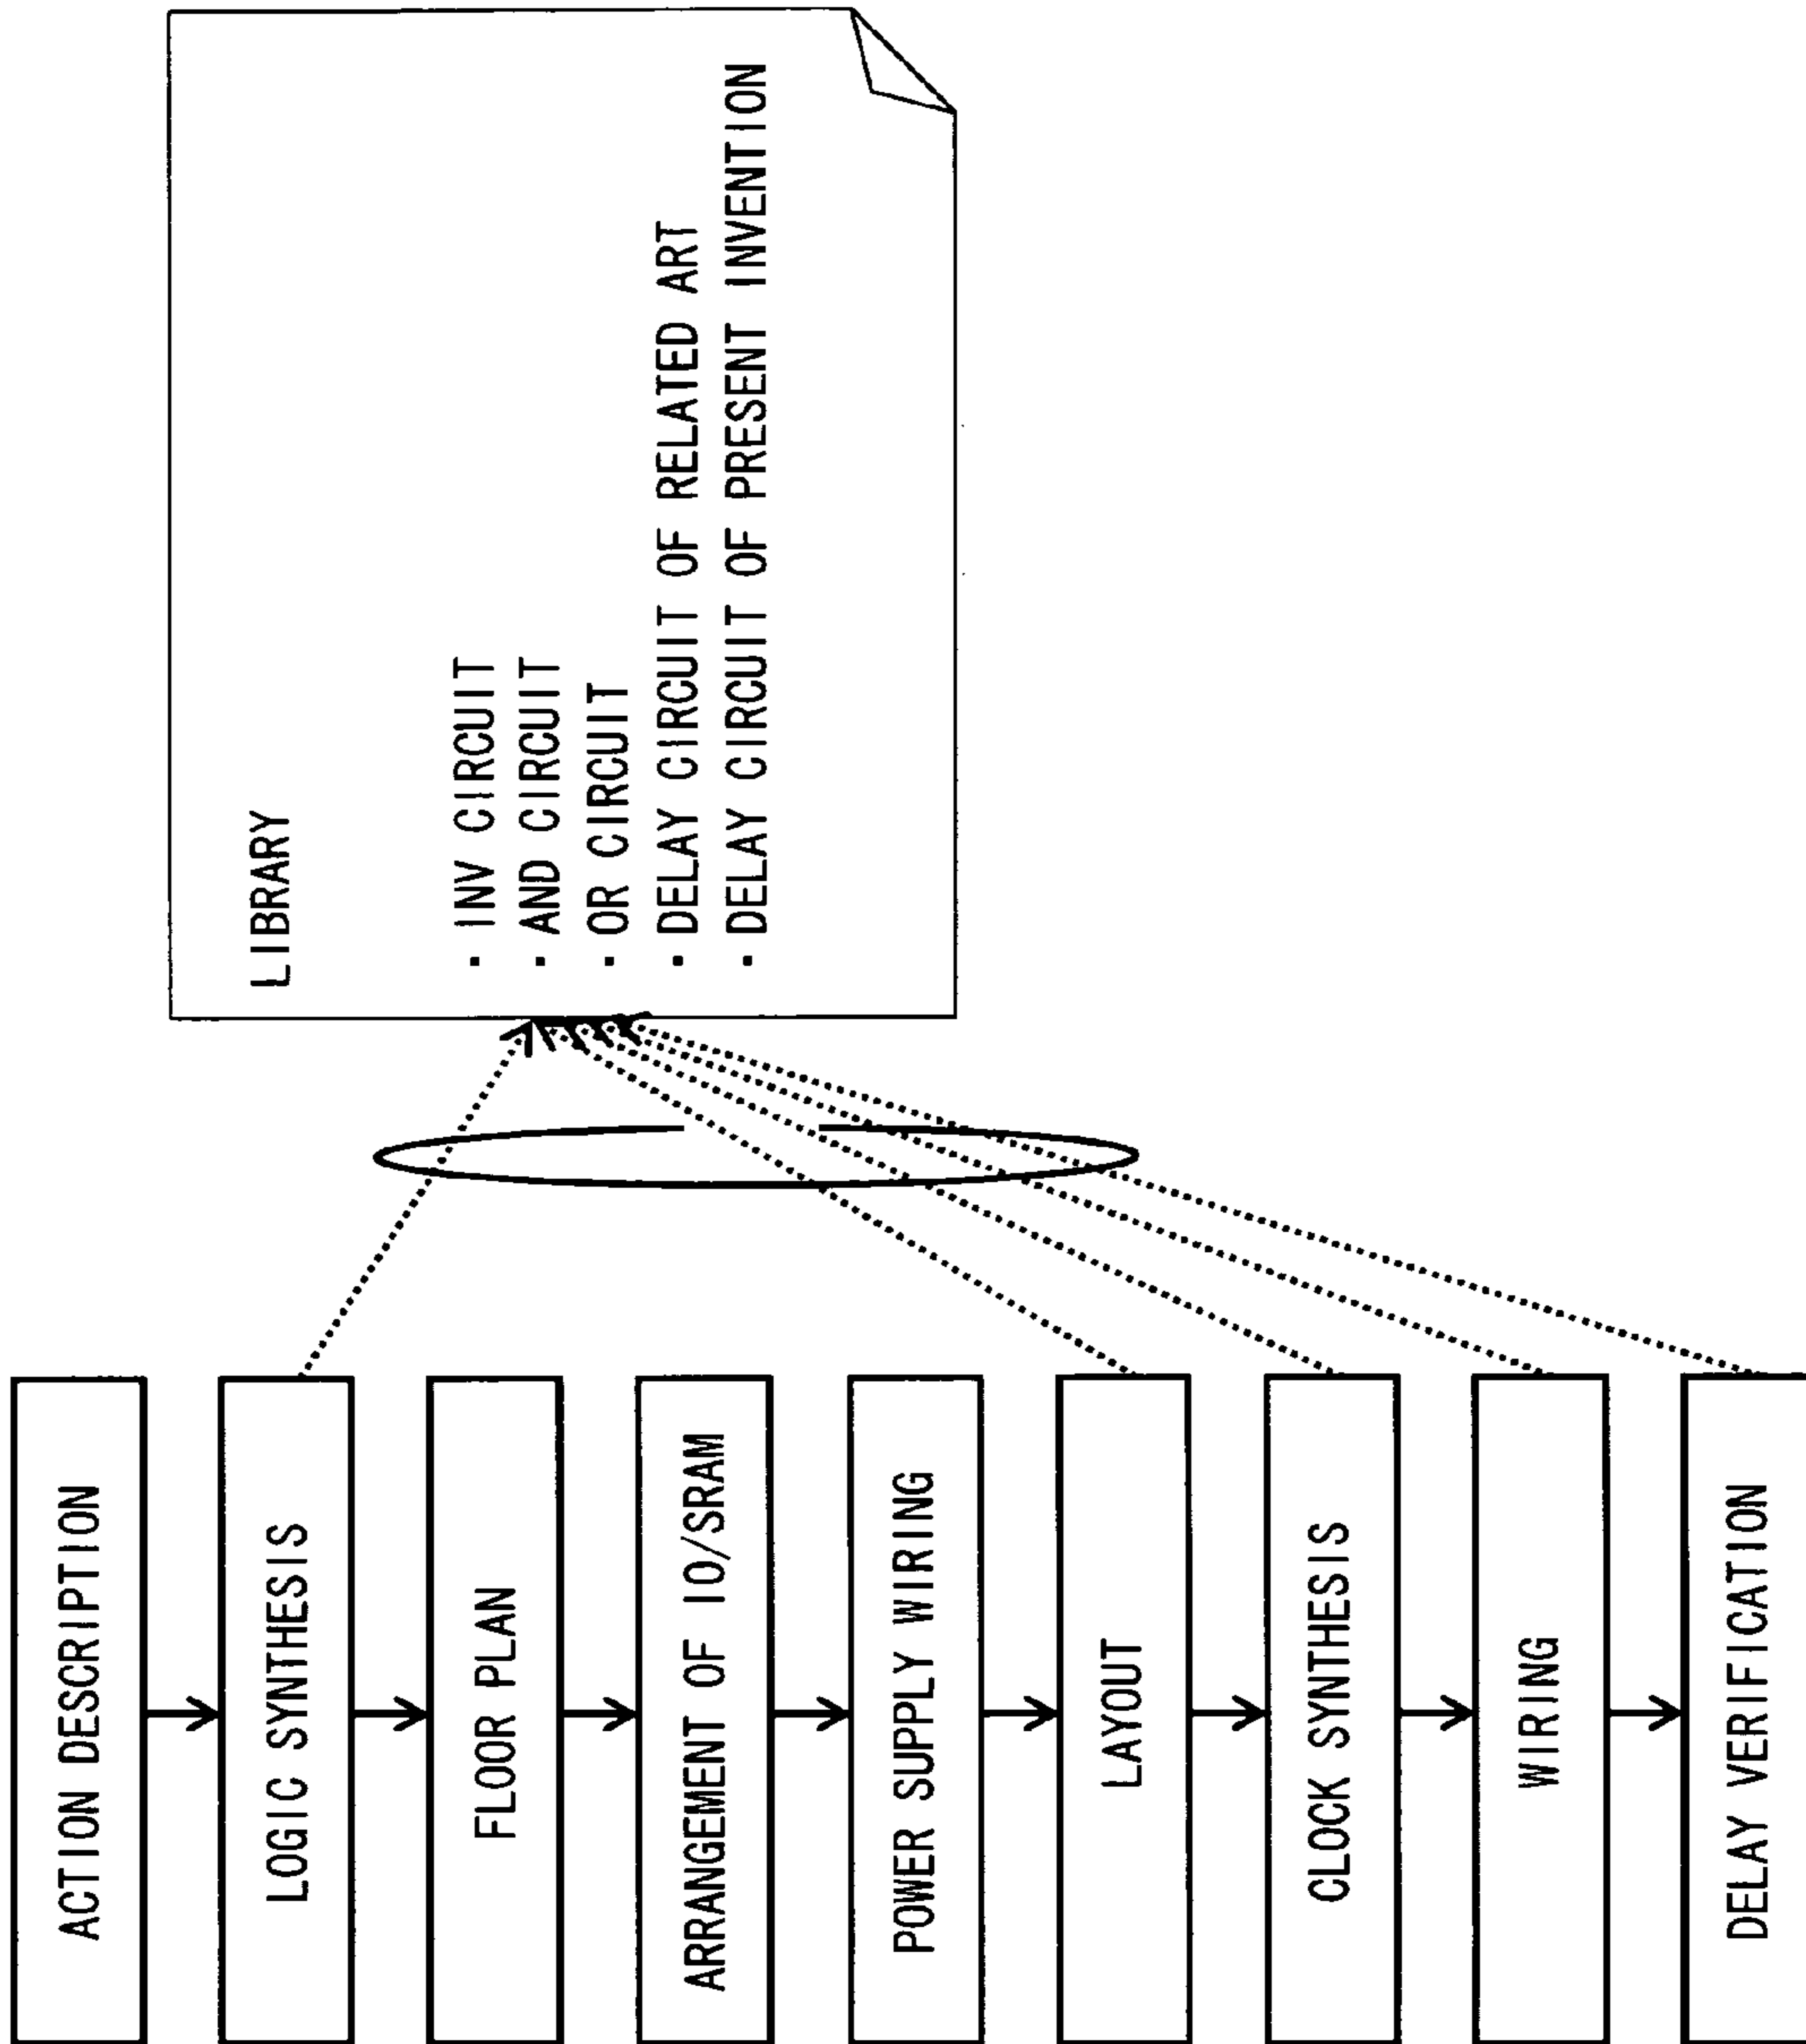 ACTION DESCRIPTION
LOGIC SYNTHESIS
FLOOR PLAN
ARRANGEMENT OF IO/SRAM
POWER SUPPLY WIRING
LAYOUT
CLOCK SYNTHESIS
WIRING
DELAY VERIFICATION
LIBRARY
・INV CIRCUIT
・AND CIRCUIT
・OR CIRCUIT
・DELAY CIRCUIT OF RELATED ART
・DELAY CIRCUIT OF PRESENT INVENTION